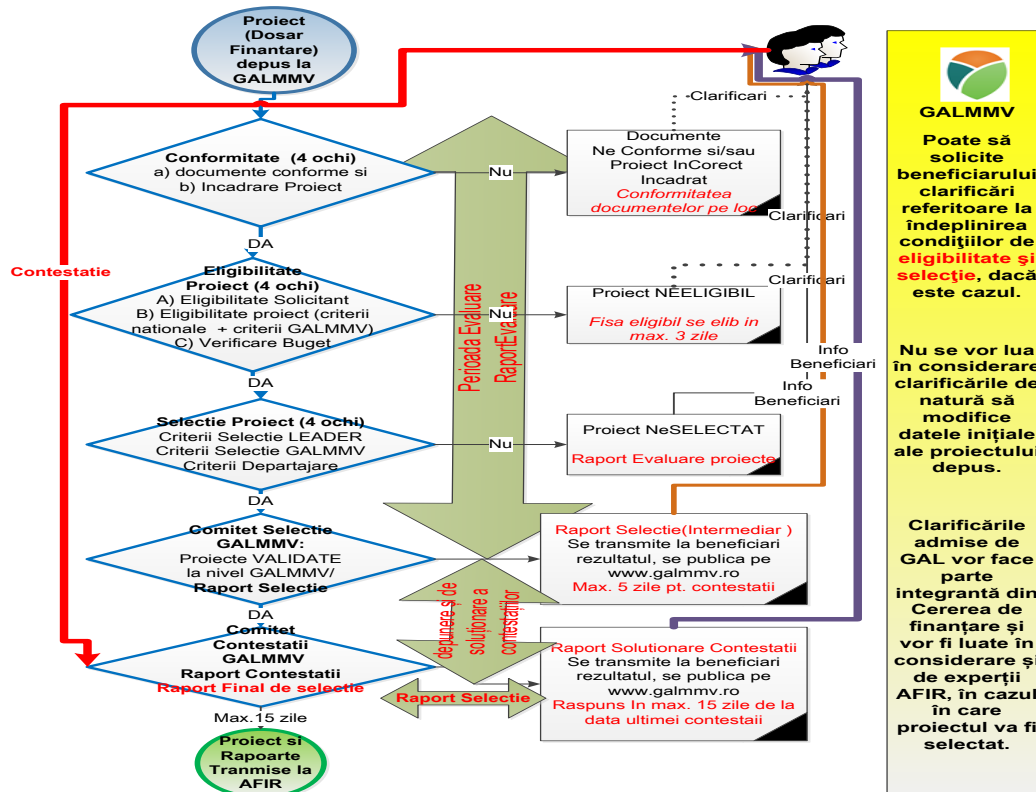 Proiect
(Dosar
Finantare)
depus la
GALMMV
Conformitate (4 ochi)
a) documente conforme si
b) Incadrare Proiect
DA
Contestatie
Eligibilitate
Proiect (4 ochi)
A) Eligibilitate Solicitant
B) Eligibilitate proiect (criterii
nationale + criterii GALMMV)
C) Verificare Buget
DA
Selectie Proiect (4 ochi)
Criterii Selectie LEADER
Criterii Selectie GALMMV
Criterii Departajare
DA
Comitet Selectie
GALMMV:
Proiecte VALIDATE
la nivel GALMMV/
Raport Selectie
DA
Comitet
Contestatii
GALMMV
Raport Contestatii
Raport Final de selectie
Max.15 zile
Proiect si
Rapoarte
Tranmise la
AFIR
Perioada Evaluare
RaportEvaluere
Nu
Nu
Nu
depunere și de
soluționare a
contestațiilor
Raport Selectie
Clarificari
Documente
Ne Conforme si/sau
Proiect InCorect
Incadrat
Conformitatea
documentelor pe loc
Clarificari
Clarificari
Proiect NEELIGIBIL
Fisa eligibil se elib in
max. 3 zile
Info
Beneficiari
Info
Beneficiari
Proiect NeSELECTAT
Raport Evaluare proiecte
Raport Selectie(Intermediar )
Se transmite la beneficiari
rezultatul, se publica pe
www.galmmv.ro
Max. 5 zile pt. contestatii
Raport Solutionare Contestatii
Se transmite la beneficiari
rezultatul, se publica pe
www.galmmv.ro
Raspuns In max. 15 zile de la
data ultimei contestaii
GALMMV
Poate să
solicite
beneficiarului
clarificări
referitoare la
îndeplinirea
condiţiilor de
eligibilitate şi
selecţie, dacă
este cazul.
Nu se vor lua
în considerare
clarificările de
natură să
modifice
datele inițiale
ale proiectului
depus.
Clarificările
admise de
GAL vor face
parte
integrantă din
Cererea de
finanțare și
vor fi luate în
considerare și
de experții
AFIR, în cazul
în care
proiectul va fi
selectat.